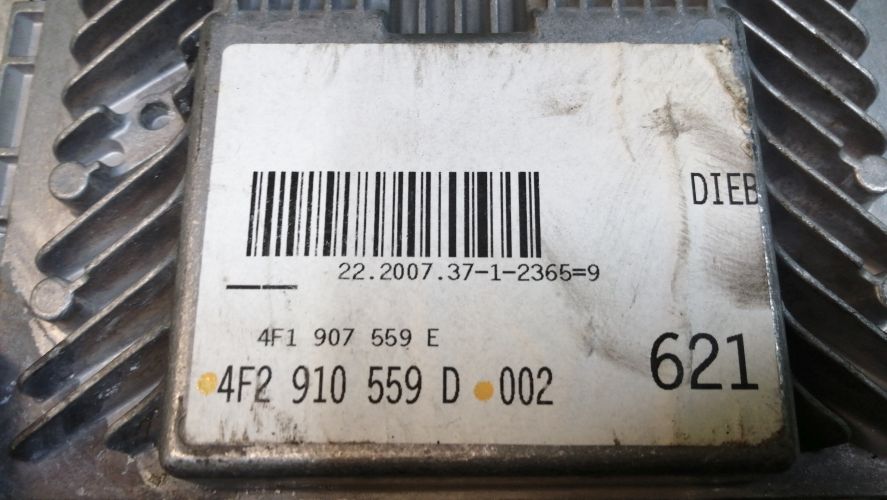 DIEB
22.2007.37-1-2365=9
4F1 907 559 E
4F2 910 559 D 002
621